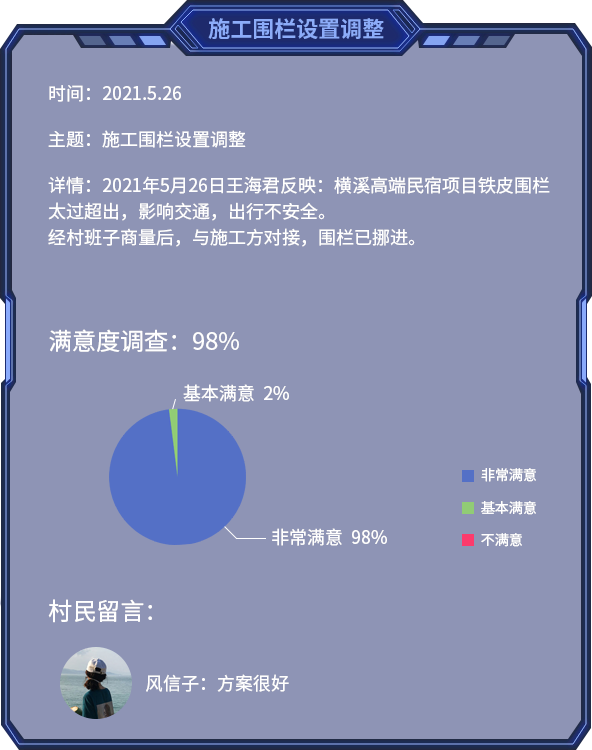 施工围栏设置调整
时间：2021.5.26
主题：施工围栏设置调整
详情：2021年5月26日王海君反映：横溪高端民宿项目铁皮围栏
太过超出，影响交通，出行不安全。
经村班子商量后，与施工方对接，围栏已挪进。
满意度调查：98%
基本满意 2%
非常满意
基本满意
非常满意 98%
不满意
村民留言：
风信子：方案很好